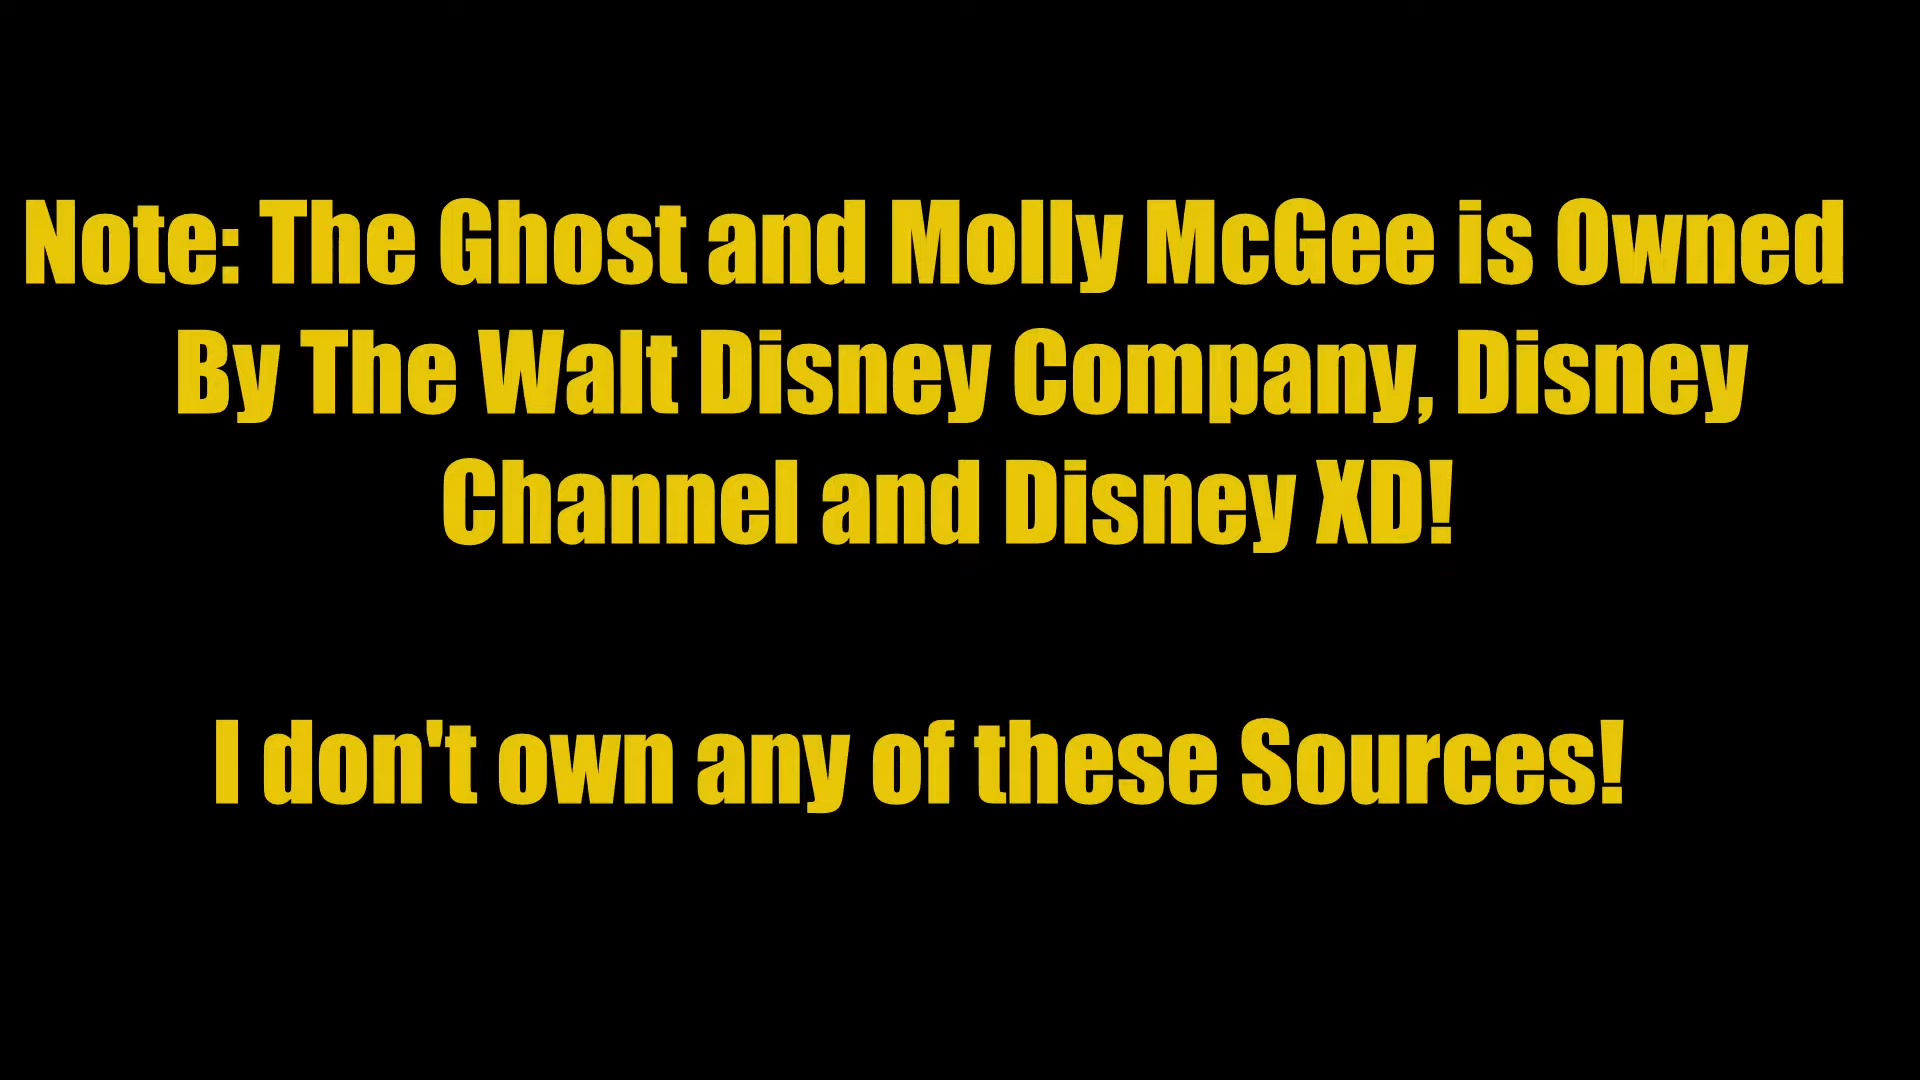 Note: The Ghost and Molly McGee is Owned
By The Walt Disney Company, Disney
Channel and Disney XD!
I don't own any of these Sources!